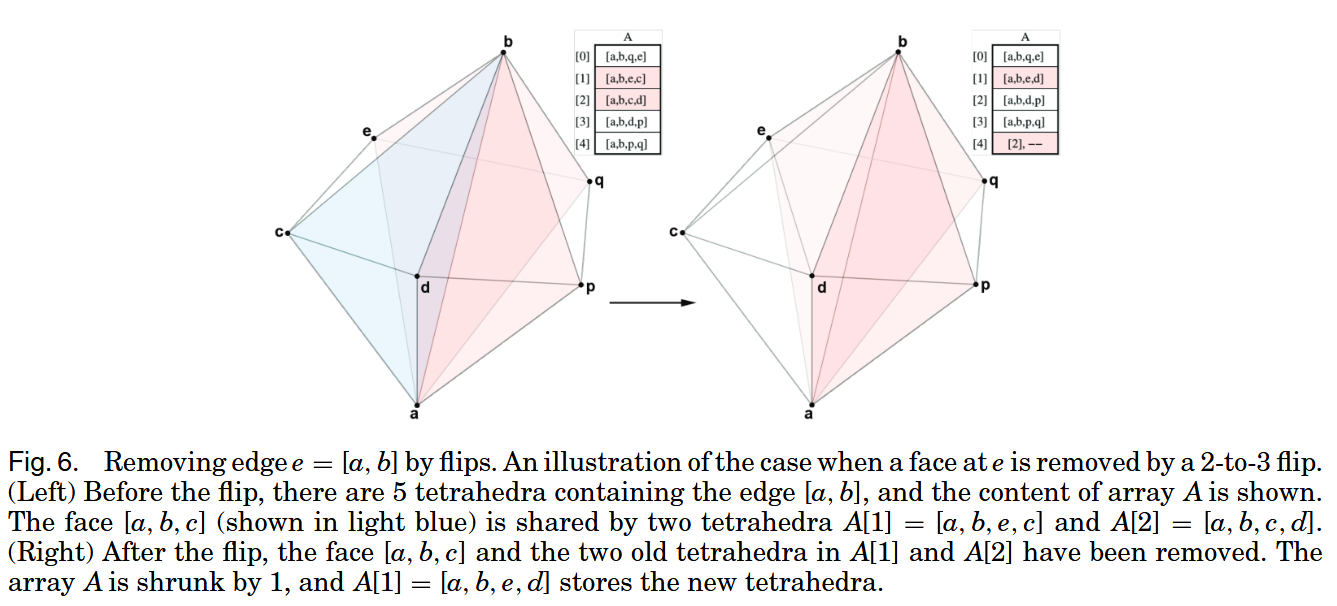 b
A
[0] [a,b,q,e]
[1] [a,b,e,c]
[2] [a,b,c,d]
[3] [a,b,d,p]
[4] [a,b,p,q]
e
q
c
d
p
a
b
A
[0] [a,b,q,e]
[1] [a,b,e,d]
[2] [a,b,d,p]
[3] [a,b,p,q]
[4] [2], --
e
q
c
d
p
a
Fig. 6. Removing edge e = [a, b] by flips. An illustration of the case when a face at e is removed by a 2-to-3 flip.
(Left) Before the flip, there are 5 tetrahedra containing the edge [a, b], and the content of array A is shown.
The face [a, b, c] (shown in light blue) is shared by two tetrahedra A[1] = [a, b, e, c] and A[2] = [a, b, c, d].
(Right) After the flip, the face [a, b, c] and the two old tetrahedra in A[1] and A[2] have been removed. The
array A is shrunk by 1, and A[1] = [a, b, e, d] stores the new tetrahedra.